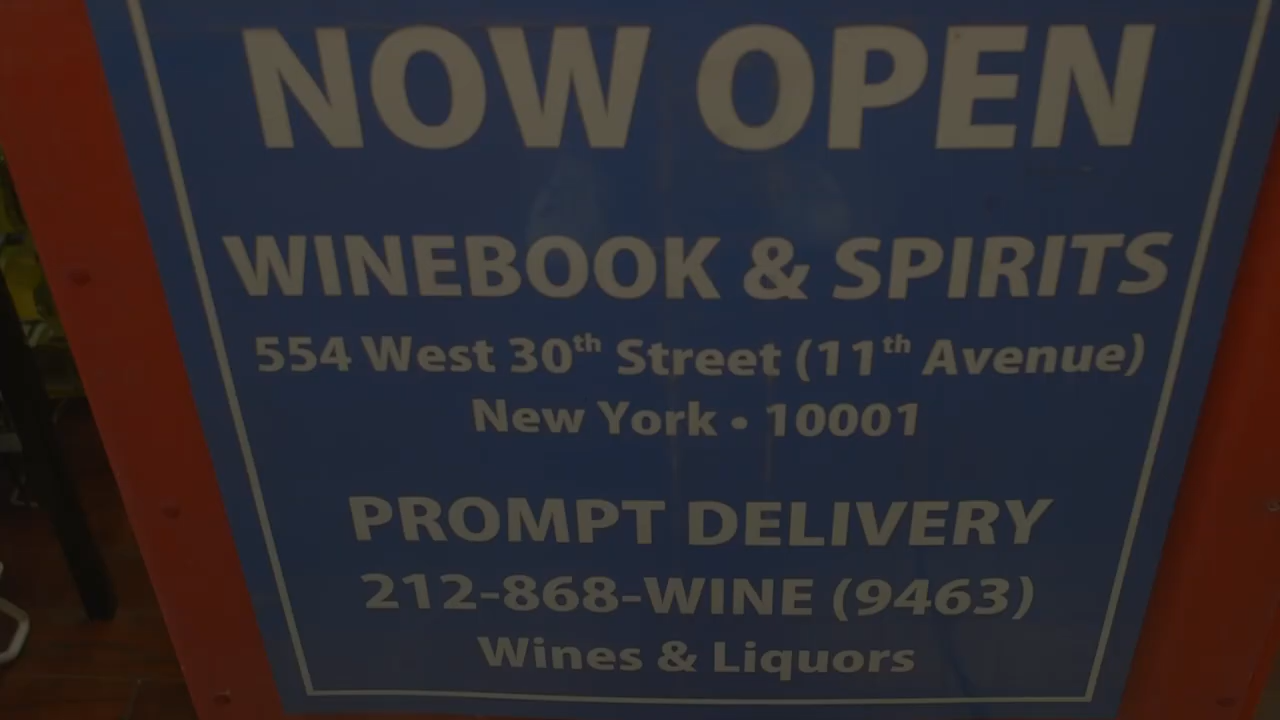 NOW OPEN
WINEBOOK & SPIRITS
554 West 30th Street (11th Avenue)
New York • 10001
PROMPT DELIVERY
212-868-WINE (9463)
Wines & Liquors